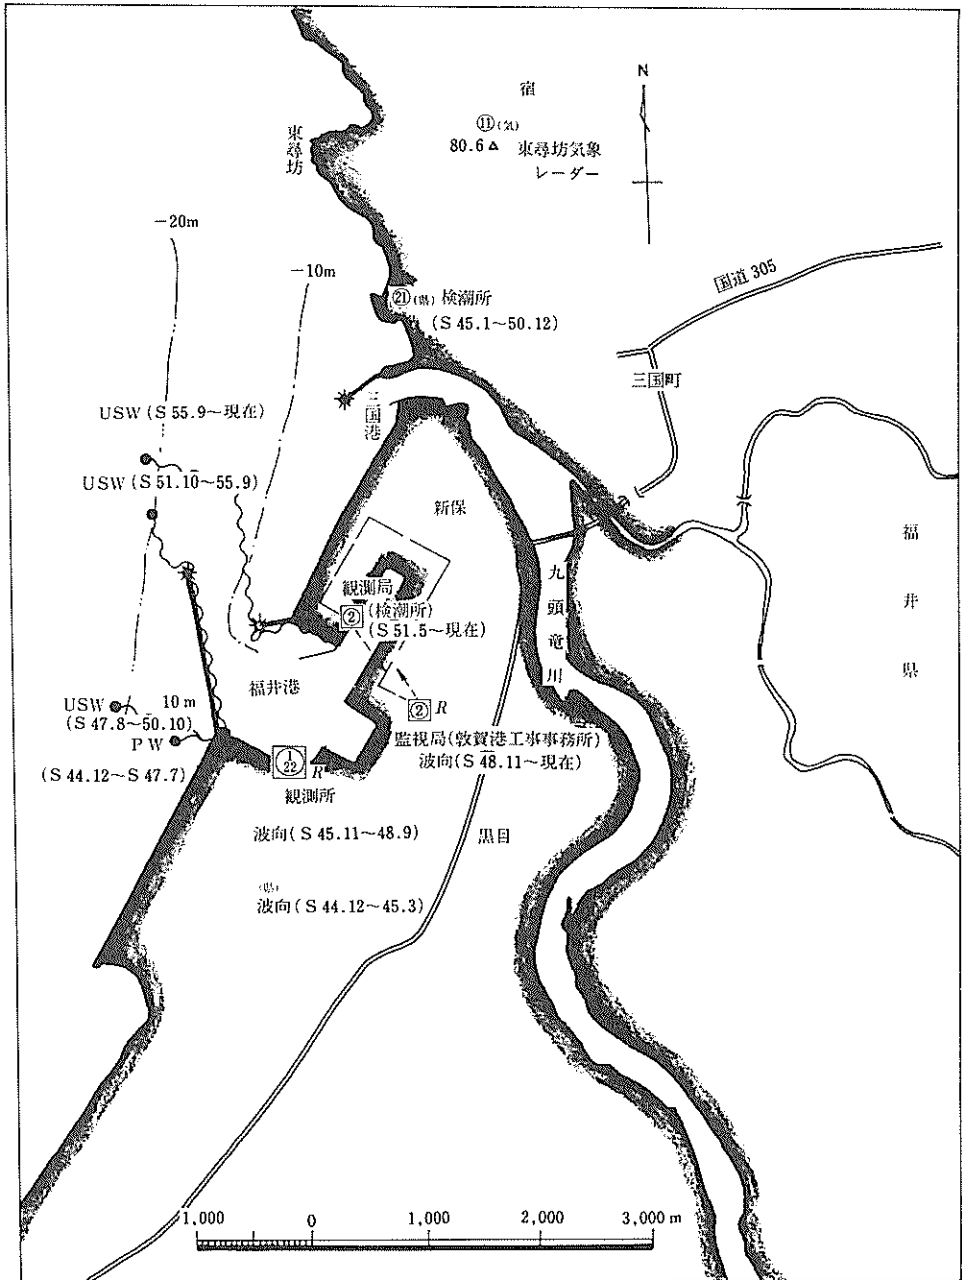 宿
N
⑪(気)
80.6
東尋坊気象
レーダー
東尋坊
−20m
−10m
国道 305
㉑(県) 検潮所
(S 45.1〜50.12)
三国町
三国港
USW (S 55.9〜現在)
USW (S 51.10〜55.9)
新保
福井県
観測局
② (検潮所)
(S 51.5〜現在)
九頭竜川
福井港
USW
10 m
(S 47.8〜50.10)
② R
PW
監視局(敦賀港工事事務所)
波向(S 48.11〜現在)
(S 44.12〜S 47.7)
1
22
R
観測所
波向(S 45.11〜48.9)
黒目
(県)
波向(S 44.12〜45.3)
1,000 0 1,000 2,000 3,000 m